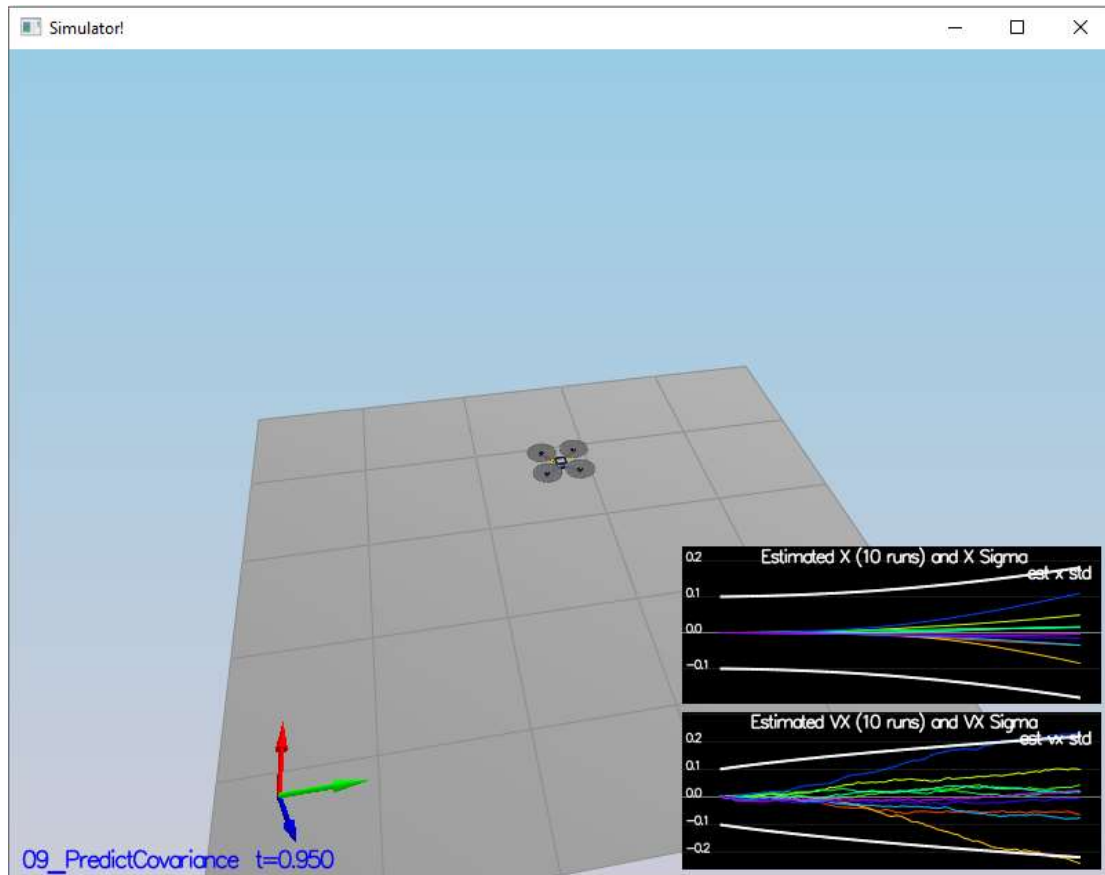 Simulator!
Estimated X (10 runs) and X Sigma
est x std
0.2
0.1
0.0
-0.1
Estimated VX (10 runs) and VX Sigma
est vx std
0.2
0.1
0.0
-0.1
-0.2
09_PredictCovariance t=0.950